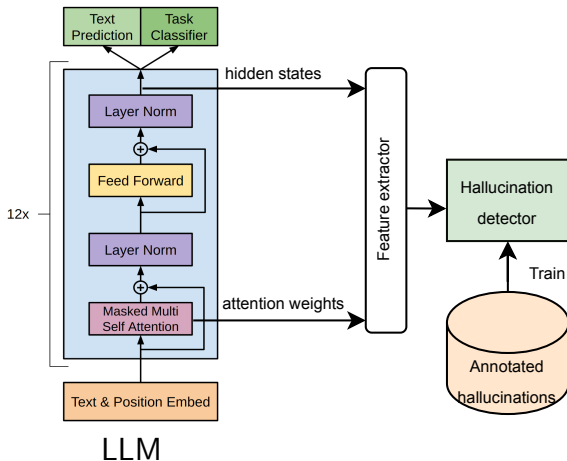 Text
Prediction
Task
Classifier
hidden states
Layer Norm
+
Feed Forward
12x
Layer Norm
+
Masked Multi
Self Attention
attention weights
Text & Position Embed
LLM
Feature extractor
Hallucination
detector
Train
Annotated
hallucinations